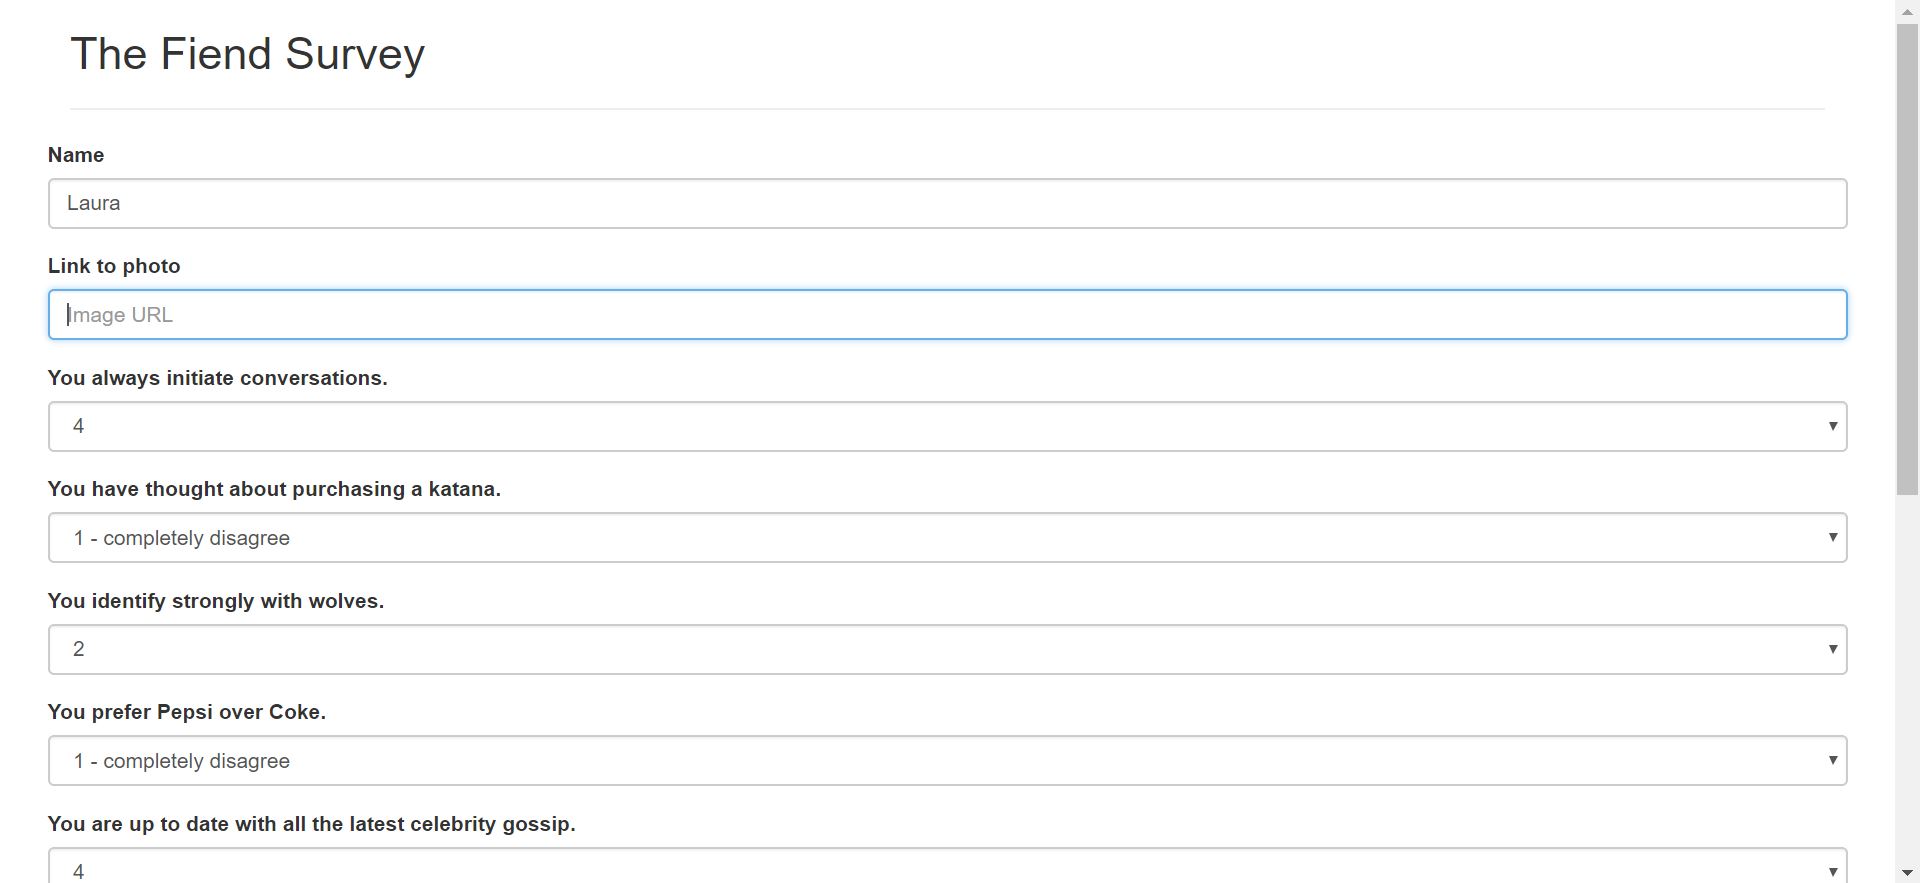 The Fiend Survey
Name
Laura
Link to photo
Image URL
You always initiate conversations.
4
You have thought about purchasing a katana.
1 - completely disagree
You identify strongly with wolves.
2
You prefer Pepsi over Coke.
1 - completely disagree
You are up to date with all the latest celebrity gossip.
4